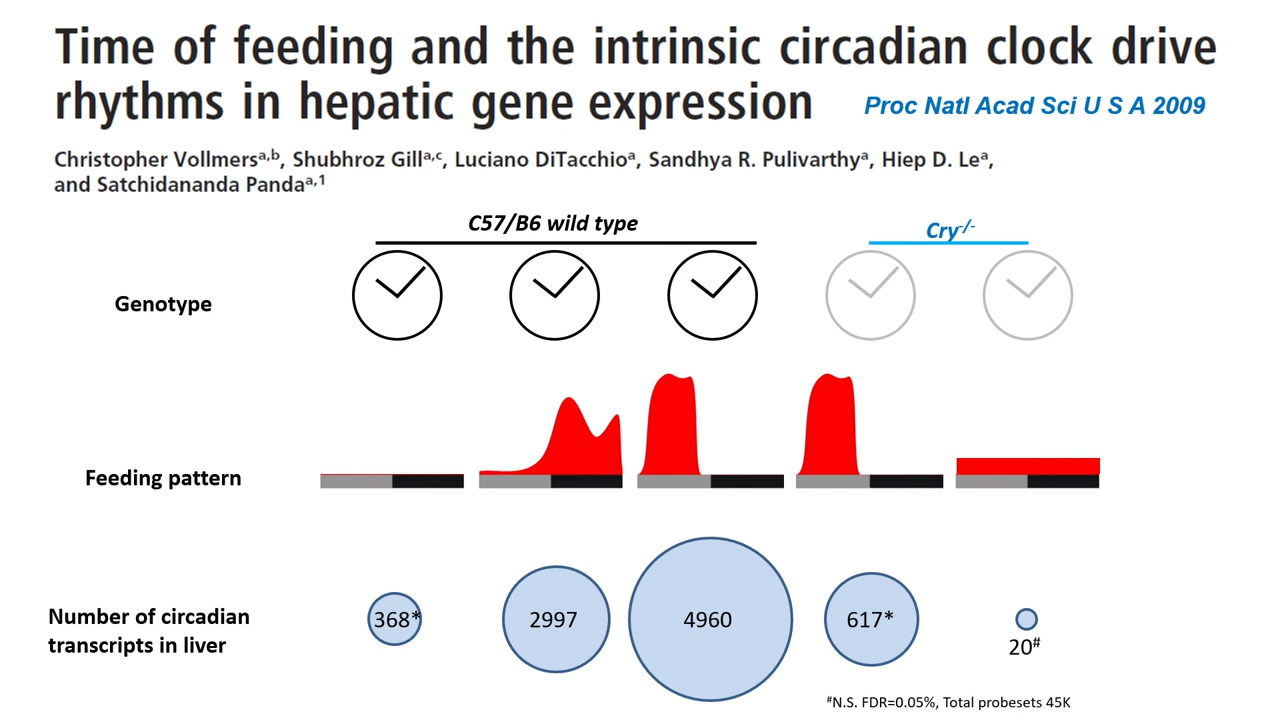 Time of feeding and the intrinsic circadian clock drive
rhythms in hepatic gene expression
Proc Natl Acad Sci U S A 2009
Christopher Vollmersa,b, Shubhroz Gilla,c, Luciano DiTacchioa, Sandhya R. Pulivarthya, Hiep D. Lea,
and Satchidananda Pandaa,1
C57/B6 wild type
Cry-/-
Genotype
Feeding pattern
Number of circadian
transcripts in liver
368*
2997
4960
617*
20#
#N.S. FDR=0.05%, Total probesets 45K